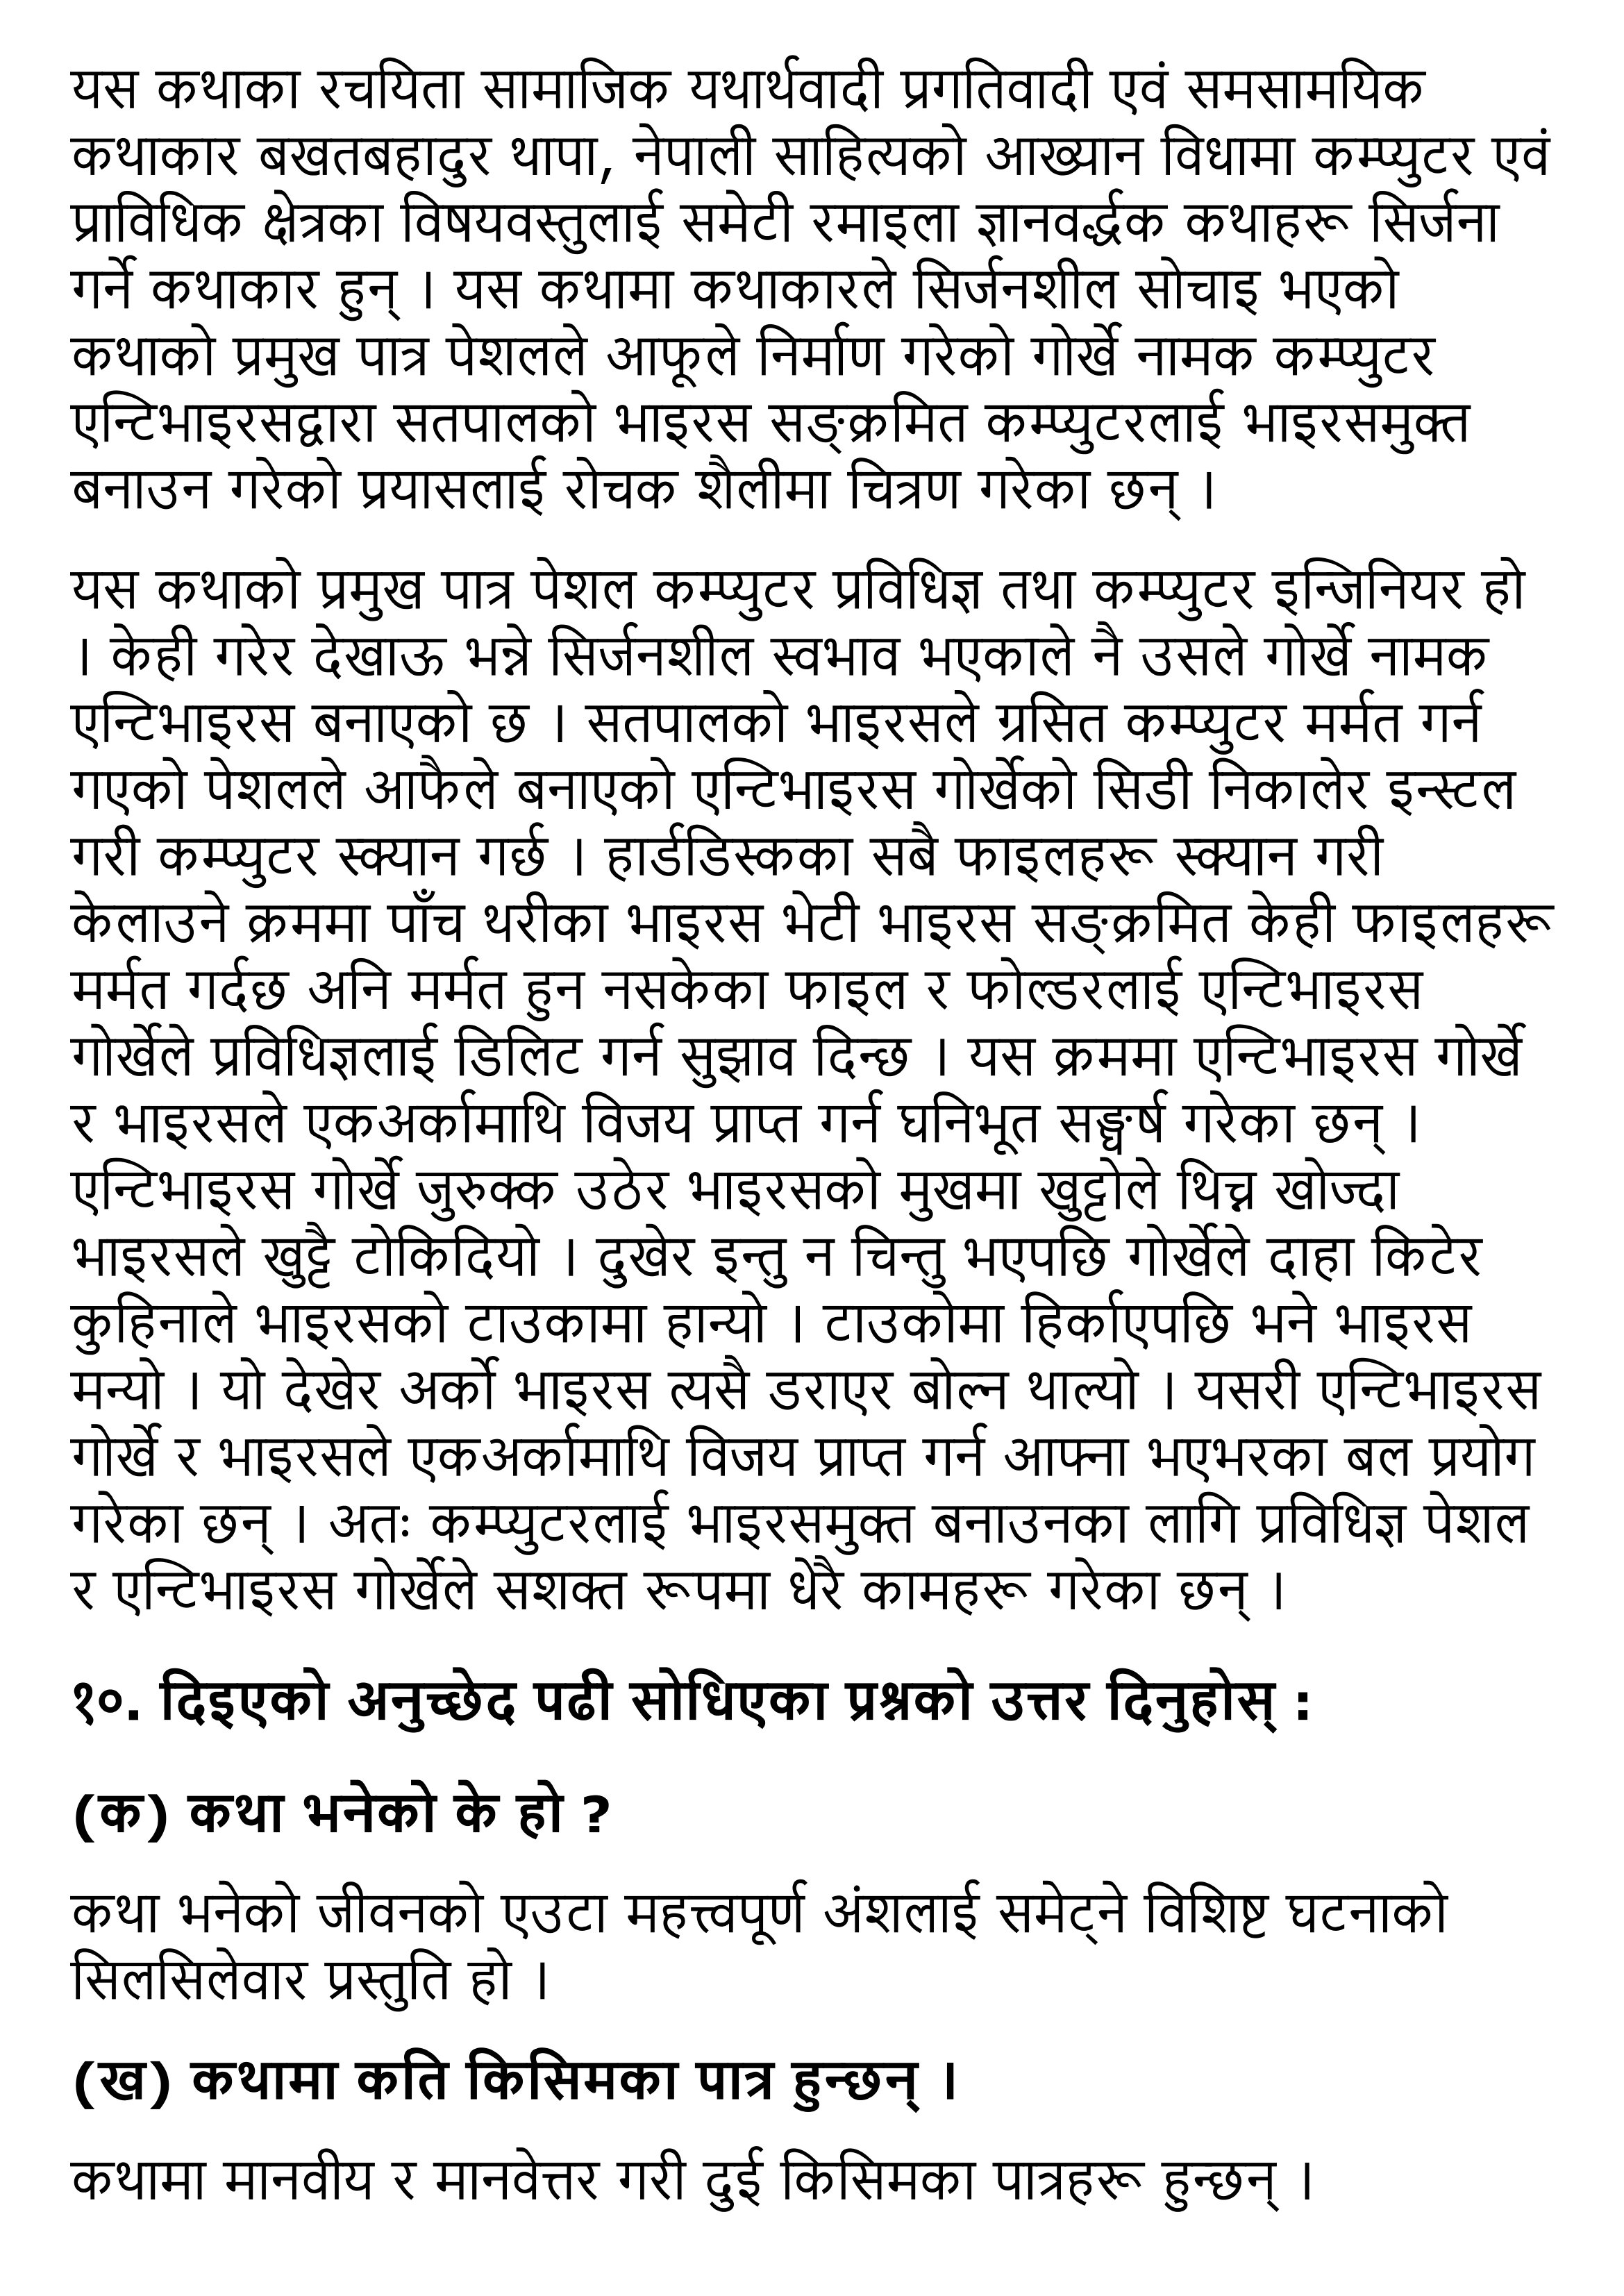 यस कथाका रचयिता सामाजिक यथार्थवादी प्रगतिवादी एवं समसामयिक
कथाकार बखतबहादुर थापा, नेपाली साहित्यको आख्यान विधामा कम्प्युटर एवं
प्राविधिक क्षेत्रका विषयवस्तुलाई समेटी रमाइला ज्ञानवर्द्धक कथाहरू सिर्जना
गर्ने कथाकार हुन् । यस कथामा कथाकारले सिर्जनशील सोचाइ भएको
कथाको प्रमुख पात्र पेशलले आफूले निर्माण गरेको गोर्खे नामक कम्प्युटर
एन्टिभाइरसद्वारा सतपालको भाइरस सङ्क्रमित कम्प्युटरलाई भाइरसमुक्त
बनाउन गरेको प्रयासलाई रोचक शैलीमा चित्रण गरेका छन् ।
यस कथाको प्रमुख पात्र पेशल कम्प्युटर प्रविधिज्ञ तथा कम्प्युटर इन्जिनियर हो
। केही गरेर देखाऊ भन्ने सिर्जनशील स्वभाव भएकाले नै उसले गोर्खे नामक
एन्टिभाइरस बनाएको छ । सतपालको भाइरसले ग्रसित कम्प्युटर मर्मत गर्न
गएको पेशलले आफैले बनाएको एन्टिभाइरस गोर्खेको सिडी निकालेर इन्स्टल
गरी कम्प्युटर स्क्यान गर्छ । हार्डडिस्कका सबै फाइलहरू स्क्यान गरी
केलाउने क्रममा पाँच थरीका भाइरस भेटी भाइरस सङ्क्रमित केही फाइलहरू
मर्मत गर्दछ अनि मर्मत हुन नसकेका फाइल र फोल्डरलाई एन्टिभाइरस
गोर्खेले प्रविधिज्ञलाई डिलिट गर्न सुझाव दिन्छ । यस क्रममा एन्टिभाइरस गोर्खे
र भाइरसले एकअर्कामाथि विजय प्राप्त गर्न घनिभूत सङ्घर्ष गरेका छन् ।
एन्टिभाइरस गोर्खे जुरुक्क उठेर भाइरसको मुखमा खुट्टोले थिच्न खोज्दा
भाइरसले खुट्टै टोकिदियो । दुखेर इन्तु न चिन्तु भएपछि गोर्खेले दाहा किटेर
कुहिनाले भाइरसको टाउकामा हान्यो । टाउकोमा हिर्काएपछि भने भाइरस
मन्यो । यो देखेर अर्को भाइरस त्यसै डराएर बोल्न थाल्यो । यसरी एन्टिभाइरस
गोर्खे र भाइरसले एकअर्कामाथि विजय प्राप्त गर्न आफ्ना भएभरका बल प्रयोग
गरेका छन् । अतः कम्प्युटरलाई भाइरसमुक्त बनाउनका लागि प्रविधिज्ञ पेशल
र एन्टिभाइरस गोर्खेले सशक्त रूपमा धेरै कामहरू गरेका छन् ।
१०. दिइएको अनुच्छेद पढी सोधिएका प्रश्नको उत्तर दिनुहोस् :
(क) कथा भनेको के हो ?
कथा भनेको जीवनको एउटा महत्त्वपूर्ण अंशलाई समेट्ने विशिष्ट घटनाको
सिलसिलेवार प्रस्तुति हो ।
(ख) कथामा कति किसिमका पात्र हुन्छन् ।
कथामा मानवीय र मानवेत्तर गरी दुई किसिमका पात्रहरू हुन्छन् ।